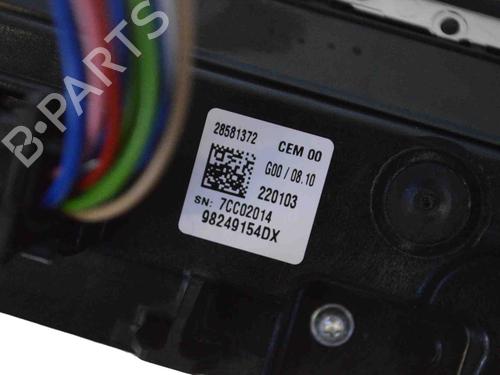 B-PARTS
28581372 CEM 00
G00 / 08.10
220103
SN: 7CC02014
98249154DX